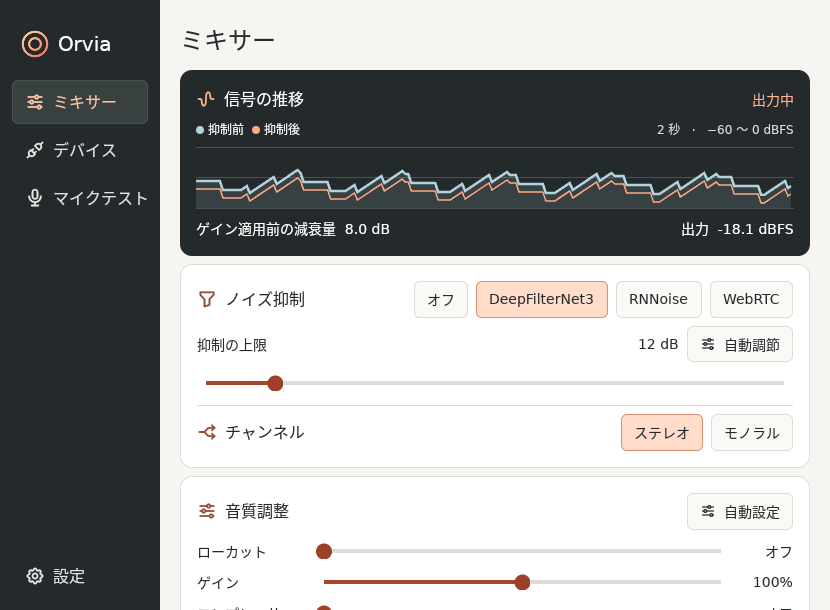 Orvia
ミキサー
デバイス
マイクテスト
設定
ミキサー
信号の推移
出力中
抑制前 抑制後
2 秒 · −60 〜 0 dBFS
ゲイン適用前の減衰量 8.0 dB
出力 -18.1 dBFS
ノイズ抑制
オフ
DeepFilterNet3
RNNoise
WebRTC
抑制の上限
12 dB
自動調節
チャンネル
ステレオ
モノラル
音質調整
自動設定
ローカット
オフ
ゲイン
100%